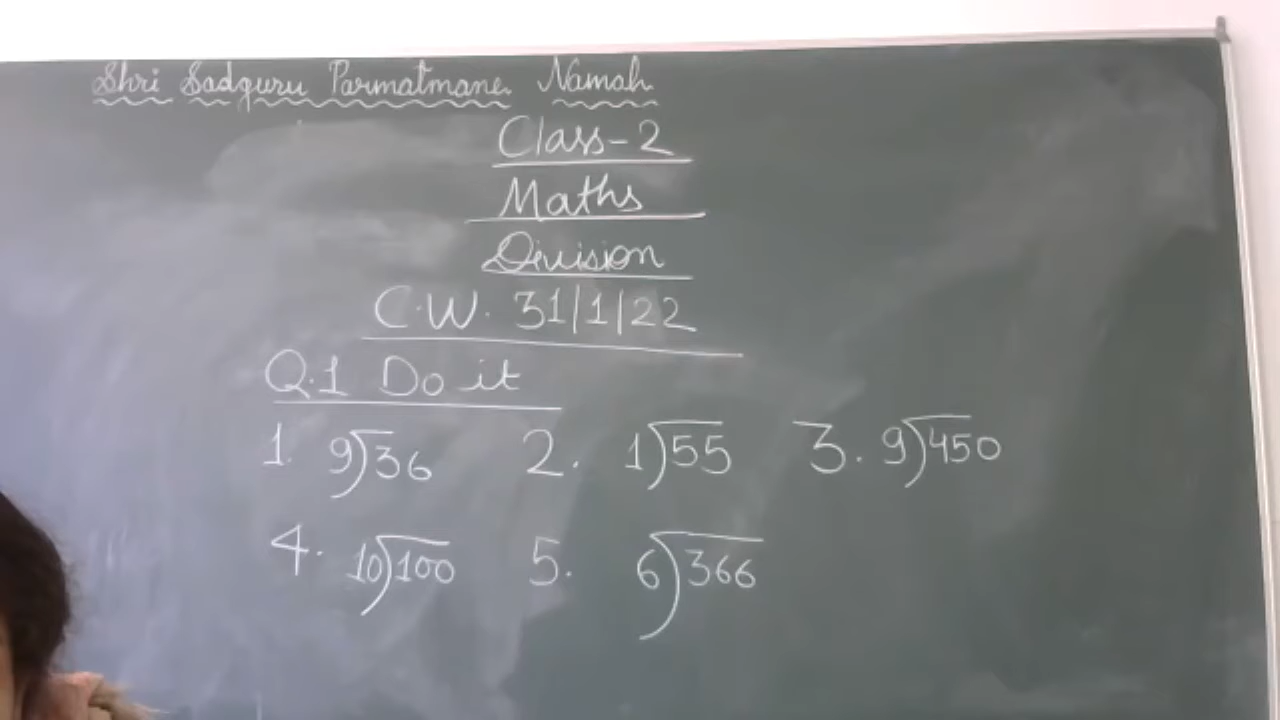 Shri Sadguru Parmatmane Namah
Class-2
Maths
Division
C.W. 31/1/22
Q.1 Do it
1. 9)36 2. 1)55 3. 9)450
4. 10)100 5. 6)366